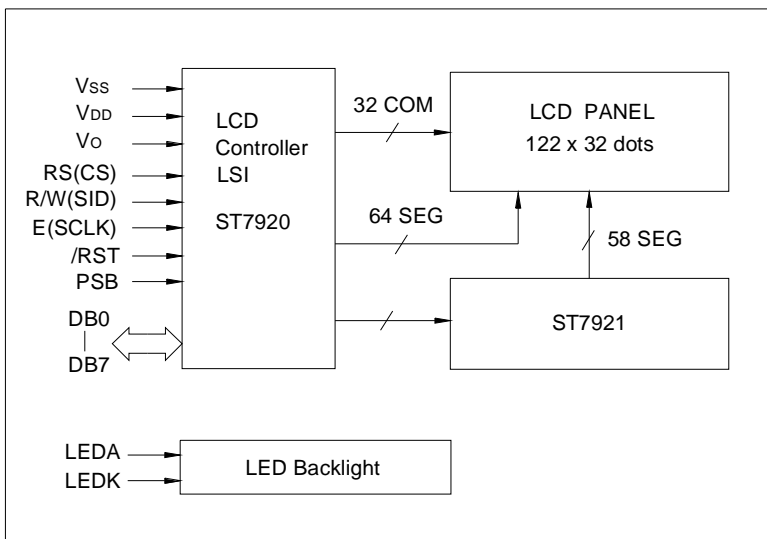 VSS
VDD
VO
RS(CS)
R/W(SID)
E(SCLK)
/RST
PSB
DB0
DB7
LCD
Controller
LSI
ST7920
32 COM
64 SEG
LCD PANEL
122 x 32 dots
58 SEG
ST7921
LEDA
LEDK
LED Backlight